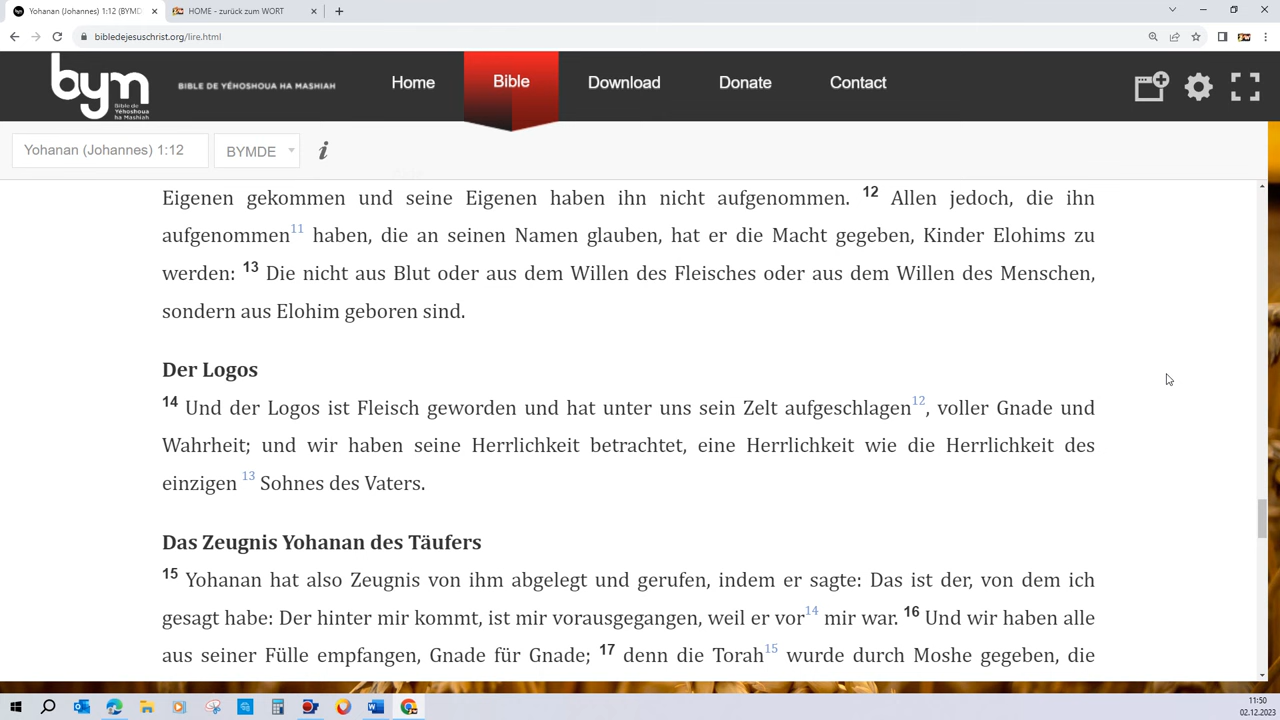 Yohanan (Johannes) 1:12 (BYMD
HOME - zurück zum WORT
bibledejesuschrist.org/lire.html
bym
Bible de
Yéhoshoua
ha Mashiah
BIBLE DE YÉHOSHOUA HA MASHIAH
Home
Bible
Download
Donate
Contact
Yohanan (Johannes) 1:12
BYMDE
i
Eigenen gekommen und seine Eigenen haben ihn nicht aufgenommen. 12 Allen jedoch, die ihn
aufgenommen11 haben, die an seinen Namen glauben, hat er die Macht gegeben, Kinder Elohims zu
werden: 13 Die nicht aus Blut oder aus dem Willen des Fleisches oder aus dem Willen des Menschen,
sondern aus Elohim geboren sind.
Der Logos
14 Und der Logos ist Fleisch geworden und hat unter uns sein Zelt aufgeschlagen12, voller Gnade und
Wahrheit; und wir haben seine Herrlichkeit betrachtet, eine Herrlichkeit wie die Herrlichkeit des
einzigen 13 Sohnes des Vaters.
Das Zeugnis Yohanan des Täufers
15 Yohanan hat also Zeugnis von ihm abgelegt und gerufen, indem er sagte: Das ist der, von dem ich
gesagt habe: Der hinter mir kommt, ist mir vorausgegangen, weil er vor14 mir war. 16 Und wir haben alle
aus seiner Fülle empfangen, Gnade für Gnade; 17 denn die Torah15 wurde durch Moshe gegeben, die
11:50
02.12.2023